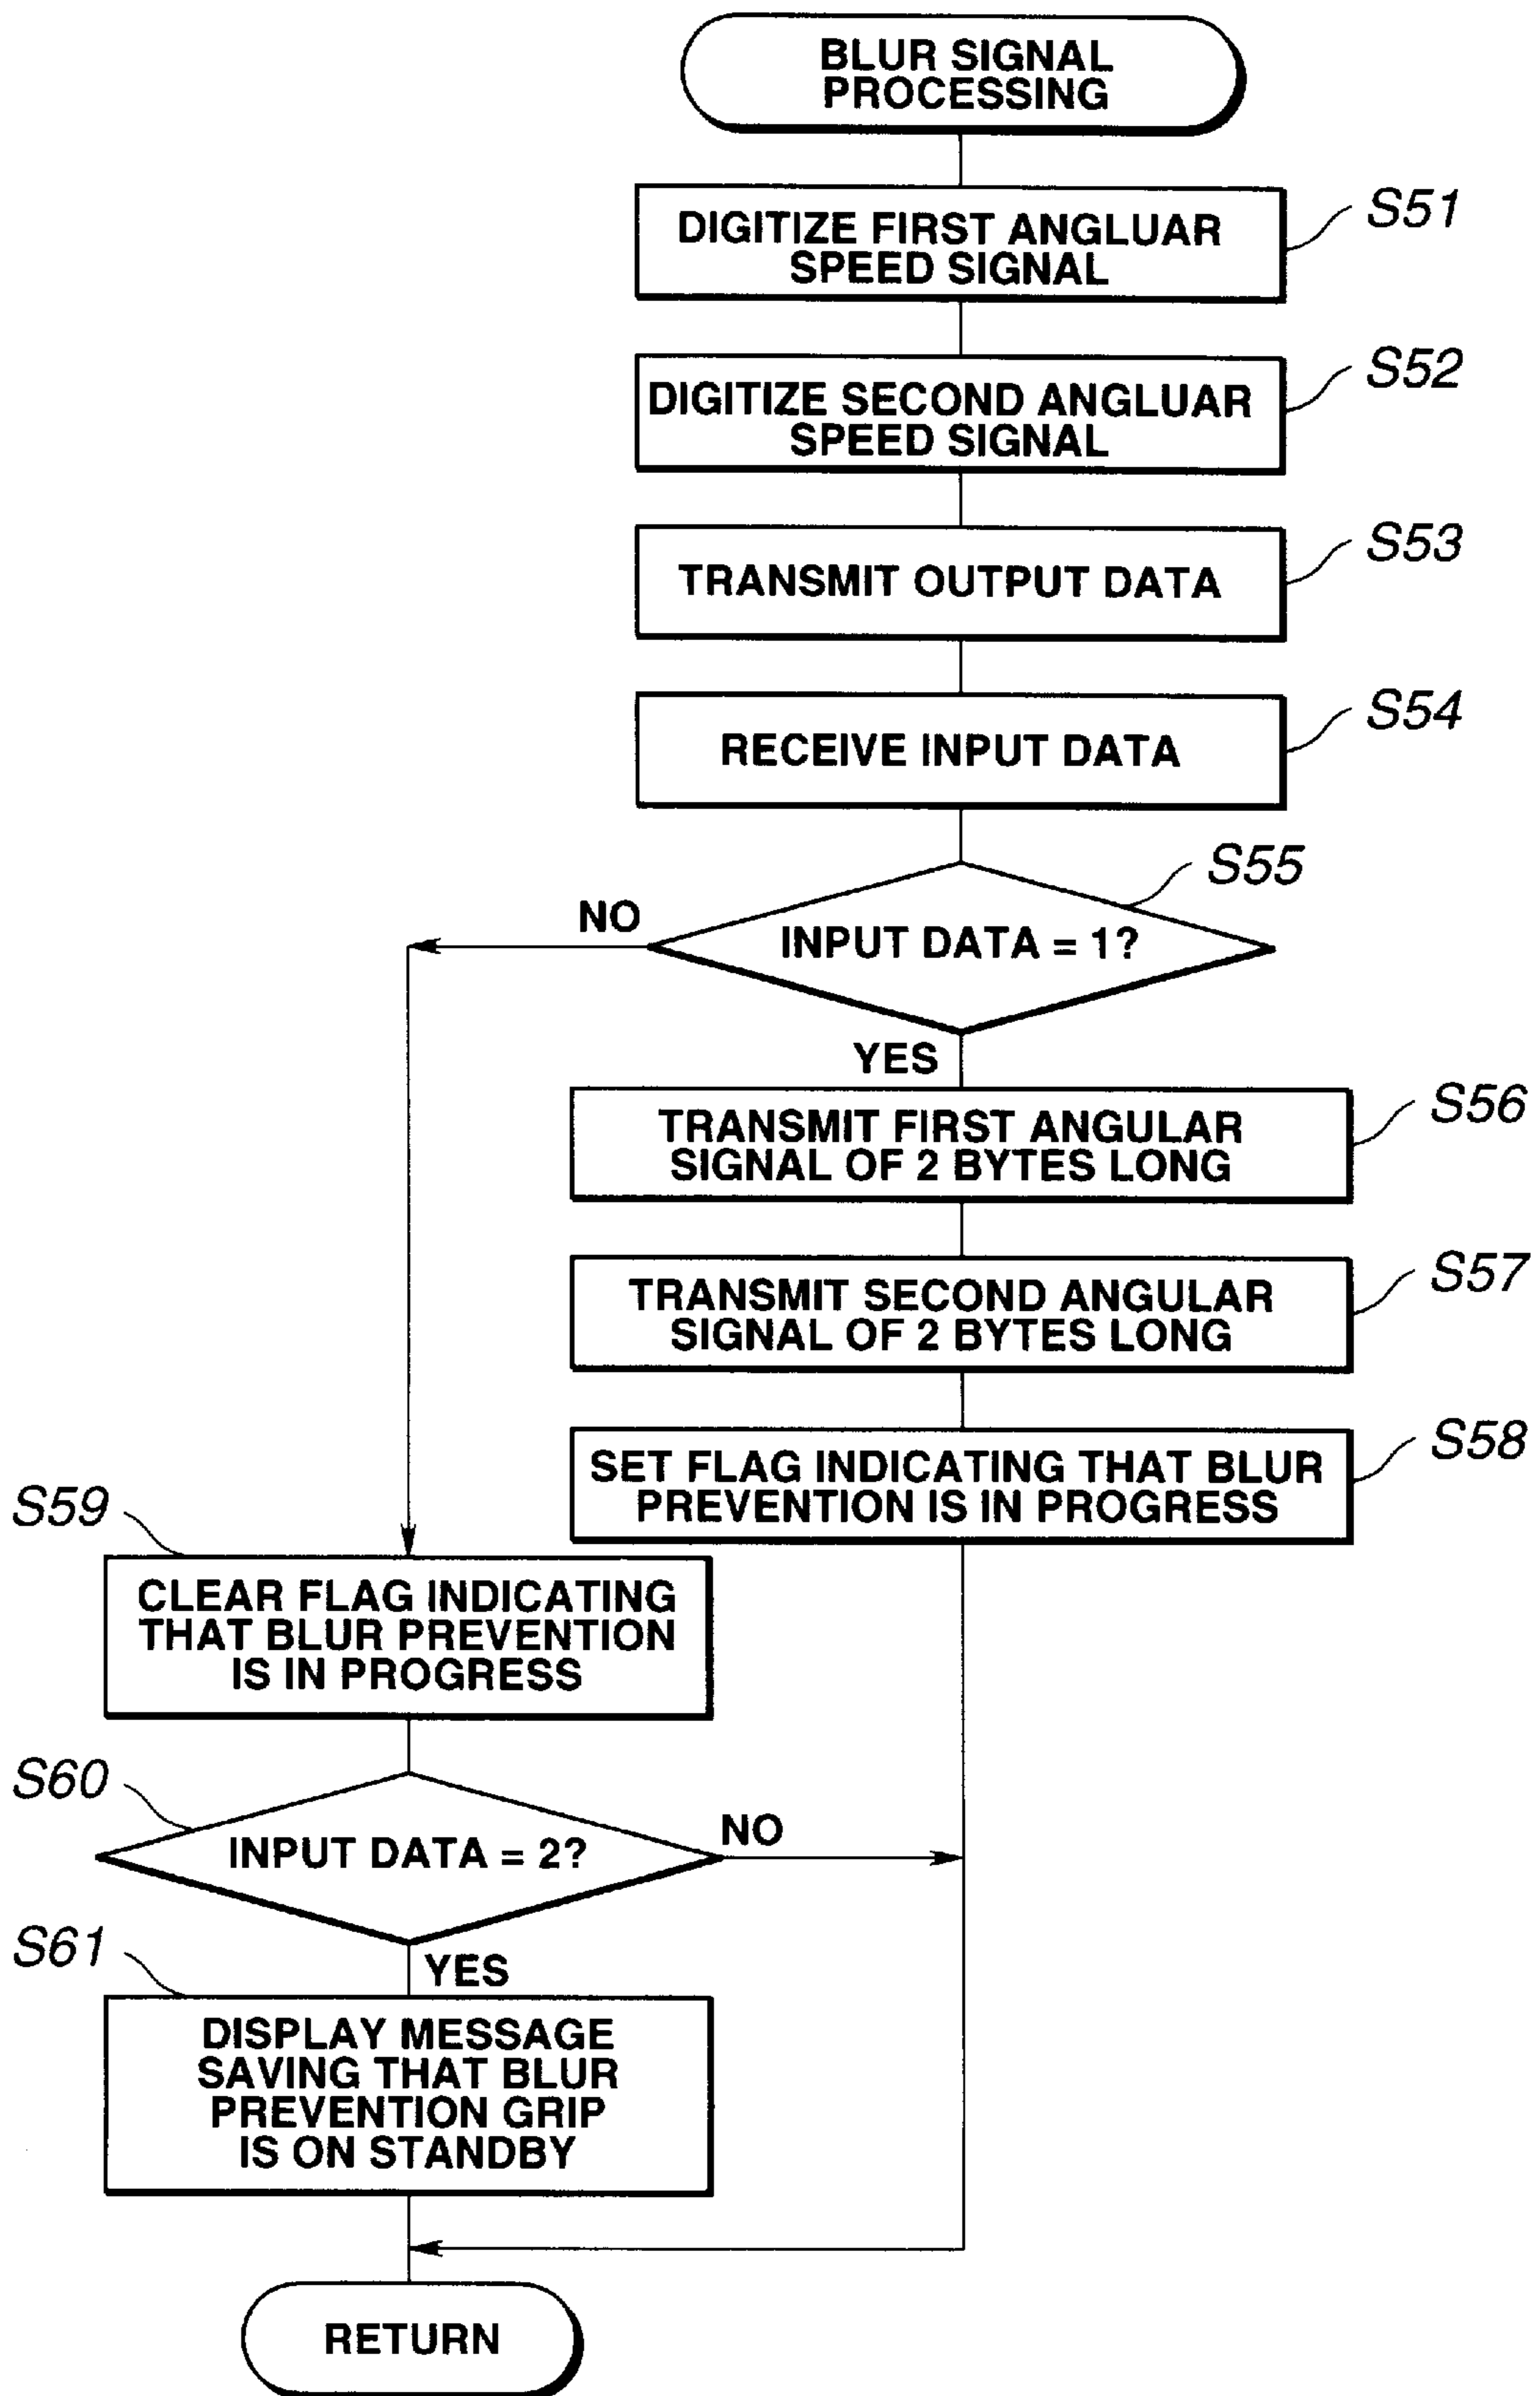 BLUR SIGNAL
PROCESSING
DIGITIZE FIRST ANGLUAR
SPEED SIGNAL
S51
DIGITIZE SECOND ANGLUAR
SPEED SIGNAL
S52
TRANSMIT OUTPUT DATA
S53
RECEIVE INPUT DATA
S54
INPUT DATA = 1?
S55
NO
YES
TRANSMIT FIRST ANGULAR
SIGNAL OF 2 BYTES LONG
S56
TRANSMIT SECOND ANGULAR
SIGNAL OF 2 BYTES LONG
S57
SET FLAG INDICATING THAT BLUR
PREVENTION IS IN PROGRESS
S58
S59
CLEAR FLAG INDICATING
THAT BLUR PREVENTION
IS IN PROGRESS
S60
INPUT DATA = 2?
NO
YES
S61
DISPLAY MESSAGE
SAVING THAT BLUR
PREVENTION GRIP
IS ON STANDBY
RETURN